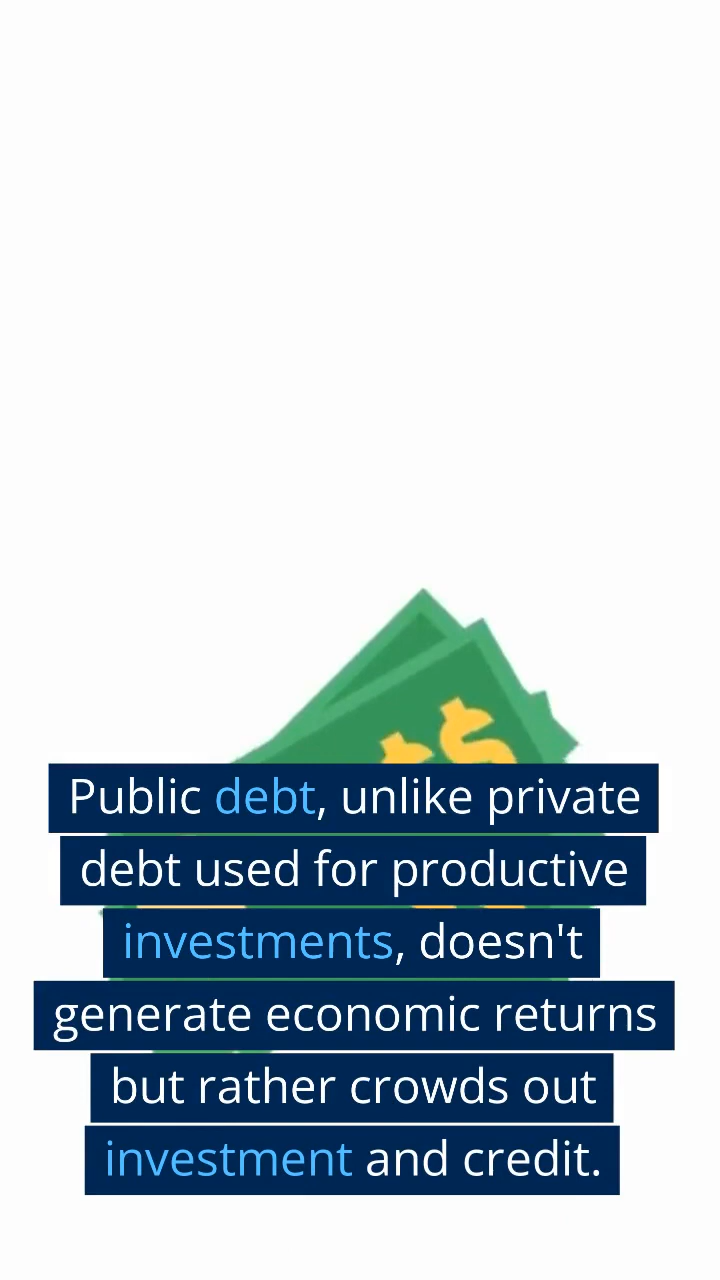 Public debt, unlike private
debt used for productive
investments, doesn't
generate economic returns
but rather crowds out
investment and credit.